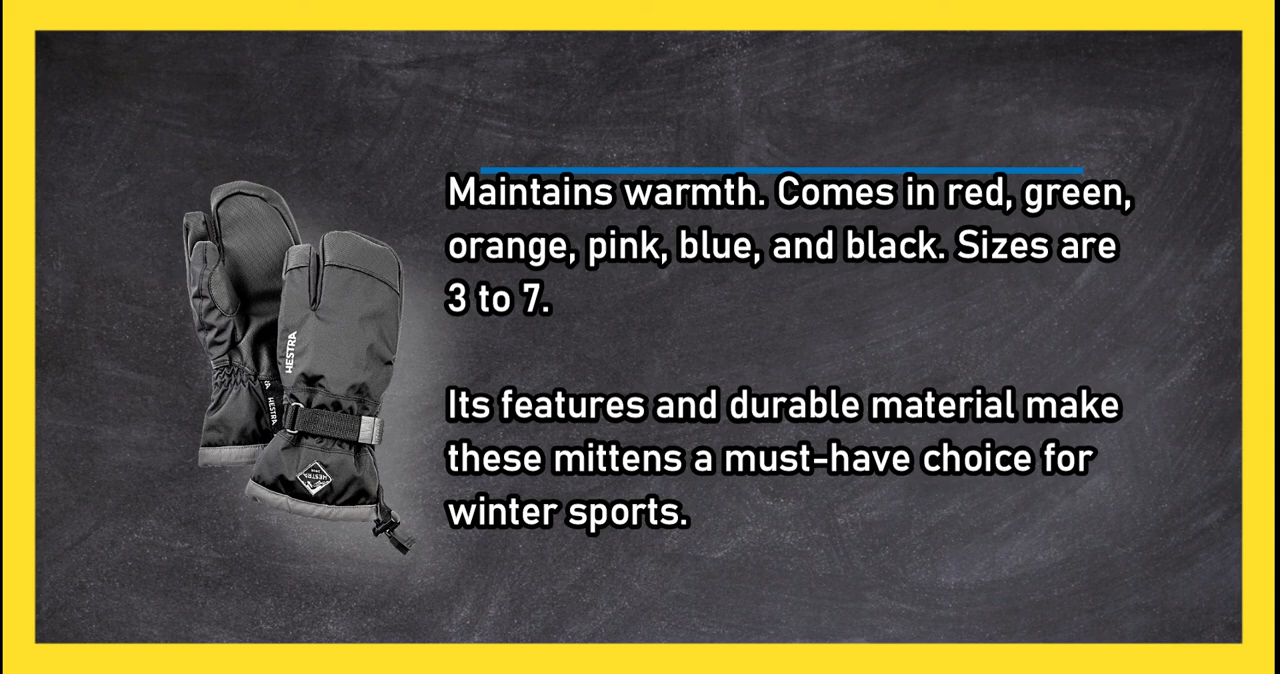 Maintains warmth. Comes in red, green,
orange, pink, blue, and black. Sizes are
3 to 7.
Its features and durable material make
these mittens a must-have choice for
winter sports.
HESTRA
HESTRA
HESTRA